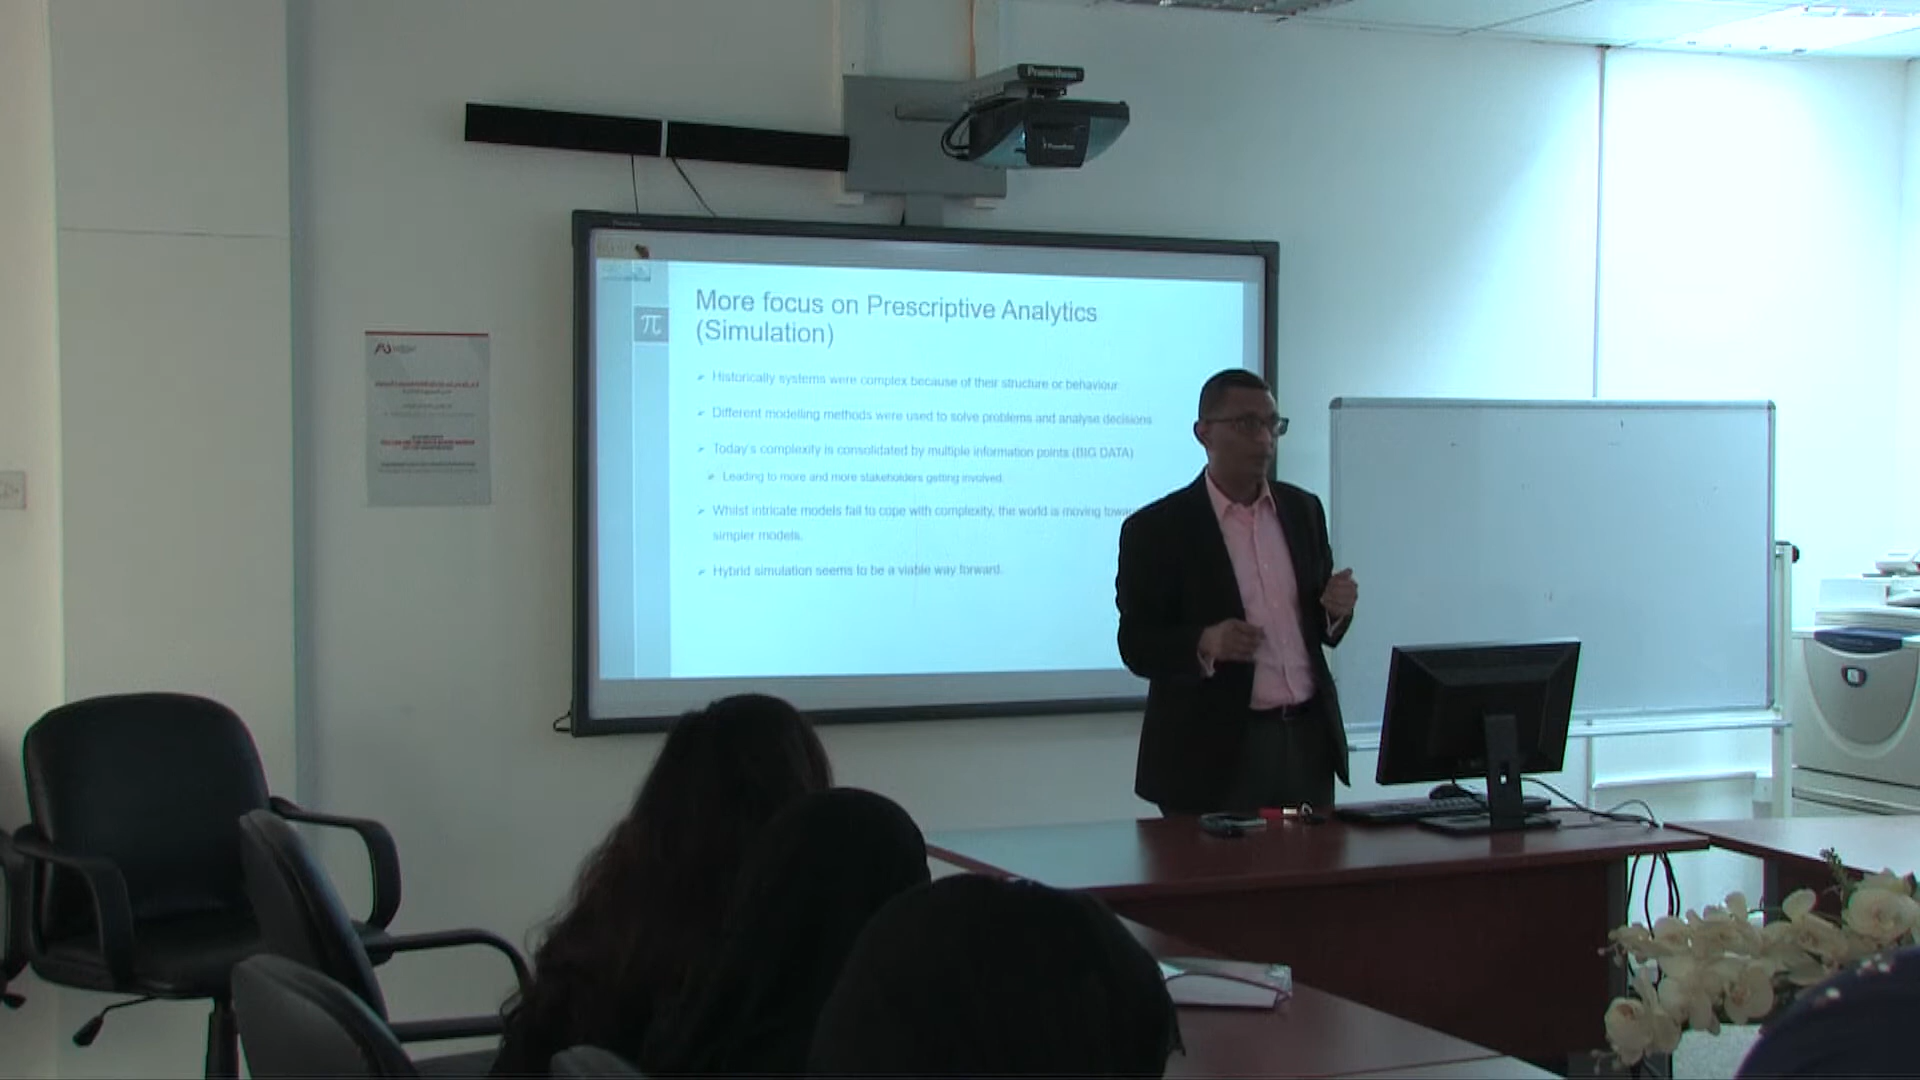 Promethean
Promethean
More focus on Prescriptive Analytics
(Simulation)
π
➢ Historically systems were complex because of their structure or behaviour
➢ Different modelling methods were used to solve problems and analyse decisions
➢ Today's complexity is consolidated by multiple information points (BIG DATA)
➢ Leading to more and more stakeholders getting involved.
➢ Whilst intricate models fail to cope with complexity, the world is moving
simpler models.
➢ Hybrid simulation seems to be a viable way forward.